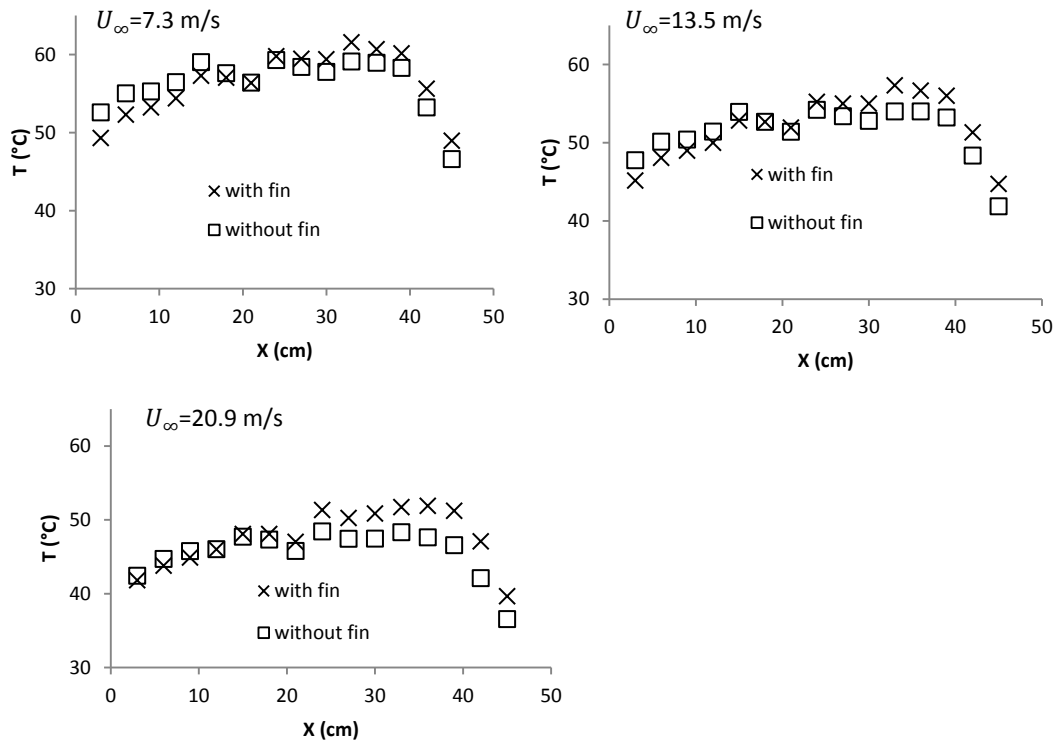 U∞=7.3 m/s
60
50
40
30
T (°C)
with fin
without fin
0 10 20 30 40 50
X (cm)
U∞=13.5 m/s
60
50
40
30
T (°C)
with fin
without fin
0 10 20 30 40 50
X (cm)
U∞=20.9 m/s
60
50
40
30
T (°C)
with fin
without fin
0 10 20 30 40 50
X (cm)